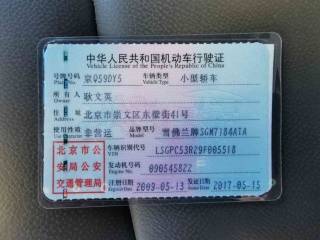 中华人民共和国机动车行驶证
Vehicle License of the People's Republic of China
号牌号码 京Q59DY5 车辆类型 小型轿车
Plate No. Vehicle Type
所有人 耿文英
Owner
住址 北京市崇文区东 41号
Address
使用性质 非营运 品牌型号 雪佛兰牌SGM7184ATA
Use Character Model
北京市公 车辆识别代号 LSGPC53R29F005518
VIN
安局公安 发动机号码 090545822
Engine No.
交通管理局 注册日期 2009-05-13 发证日期 2017-05-15
Register Date Issue Date